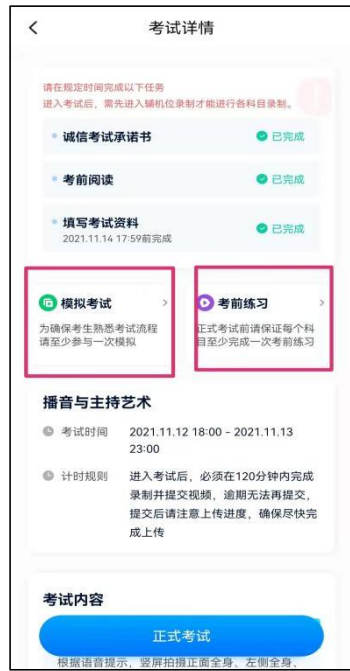 考试详情
请在规定时间完成以下任务
进入考试后，需先进入辅机位录制才能进行各科目录制。
诚信考试承诺书
已完成
考前阅读
已完成
填写考试资料
2021.11.14 17:59前完成
已完成
模拟考试
为确保考生熟悉考试流程
请至少参与一次模拟
考前练习
正式考试前请保证每个科
目至少完成一次考前练习
播音与主持艺术
考试时间 2021.11.12 18:00 - 2021.11.13
23:00
计时规则 进入考试后，必须在120分钟内完成
录制并提交视频，逾期无法再提交，
提交后请注意上传进度，确保尽快完
成上传
考试内容
正式考试
根据语音提示，竖屏拍摄正面全身、左侧全身、